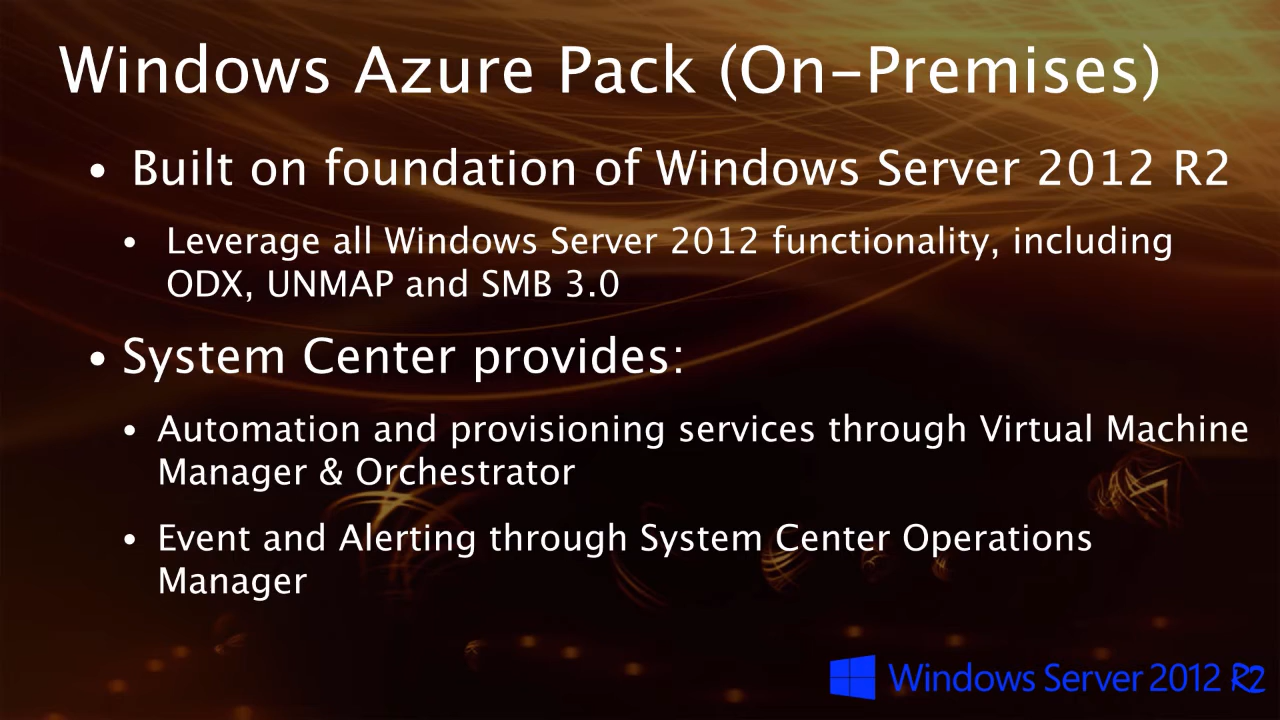 Windows Azure Pack (On-Premises)
• Built on foundation of Windows Server 2012 R2
• Leverage all Windows Server 2012 functionality, including
ODX, UNMAP and SMB 3.0
• System Center provides:
• Automation and provisioning services through Virtual Machine
Manager & Orchestrator
• Event and Alerting through System Center Operations
Manager
Windows Server 2012 R2